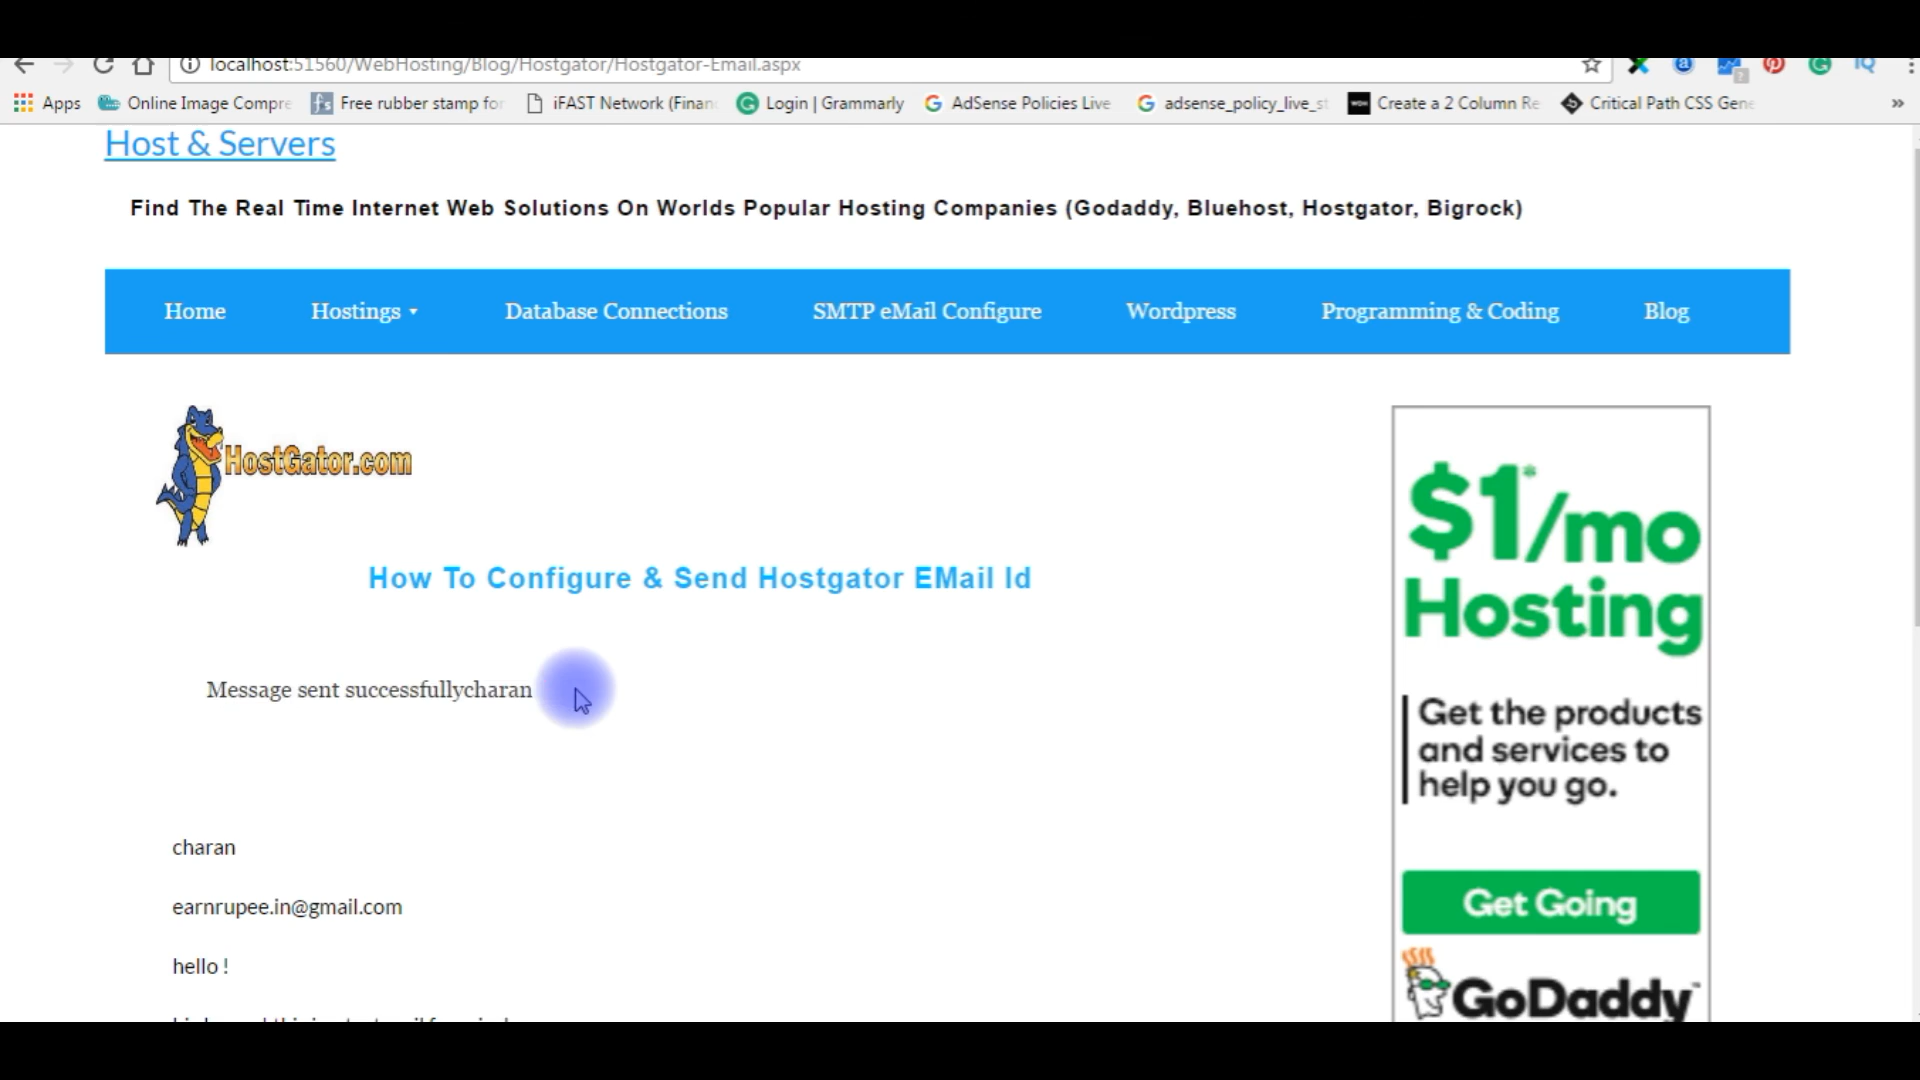 localhost:51560/WebHosting/Blog/Hostgator/Hostgator-Email.aspx
Apps Online Image Compre Free rubber stamp for iFAST Network (Finan Login | Grammarly AdSense Policies Live adsense_policy_live_st Create a 2 Column Re Critical Path CSS Gene »
Host & Servers
Find The Real Time Internet Web Solutions On Worlds Popular Hosting Companies (Godaddy, Bluehost, Hostgator, Bigrock)
Home Hostings Database Connections SMTP eMail Configure Wordpress Programming & Coding Blog
HostGator.com
How To Configure & Send Hostgator EMail Id
Message sent successfullycharan
charan
earnrupee.in@gmail.com
hello !
$1*/mo
Hosting
Get the products
and services to
help you go.
Get Going
GoDaddy™